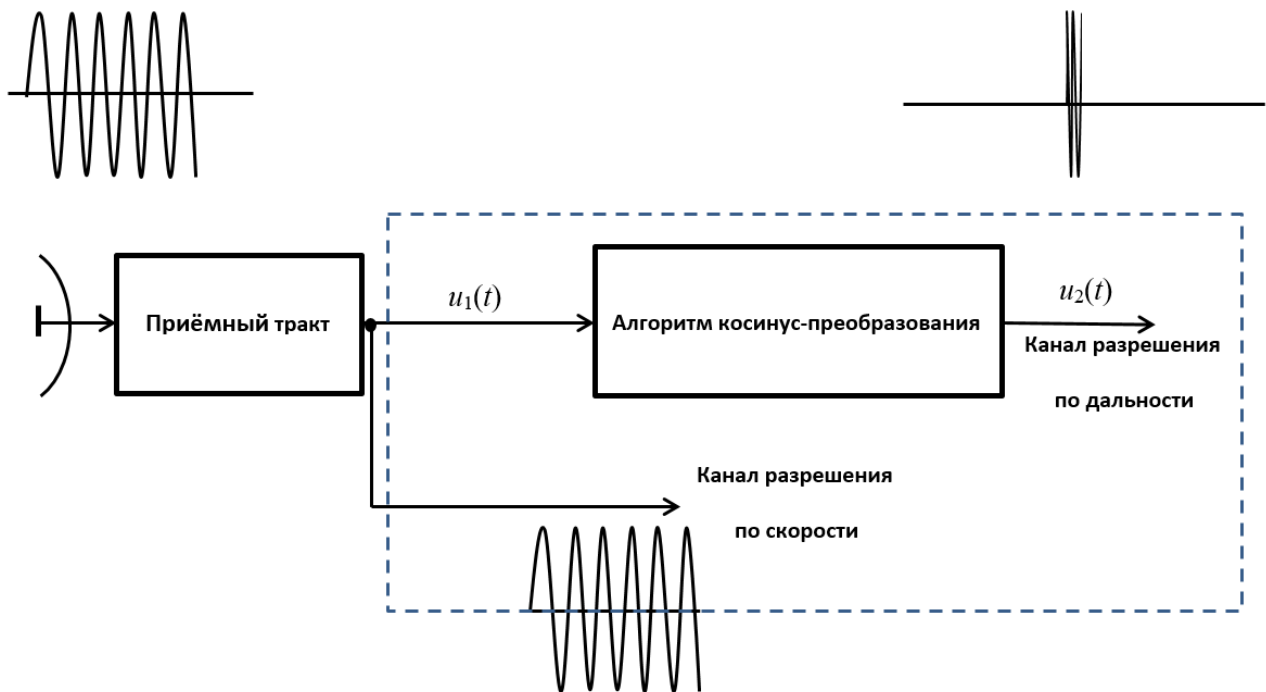 u₁(t)
u₂(t)
Приёмный тракт
Алгоритм косинус-преобразования
Канал разрешения
по дальности
Канал разрешения
по скорости